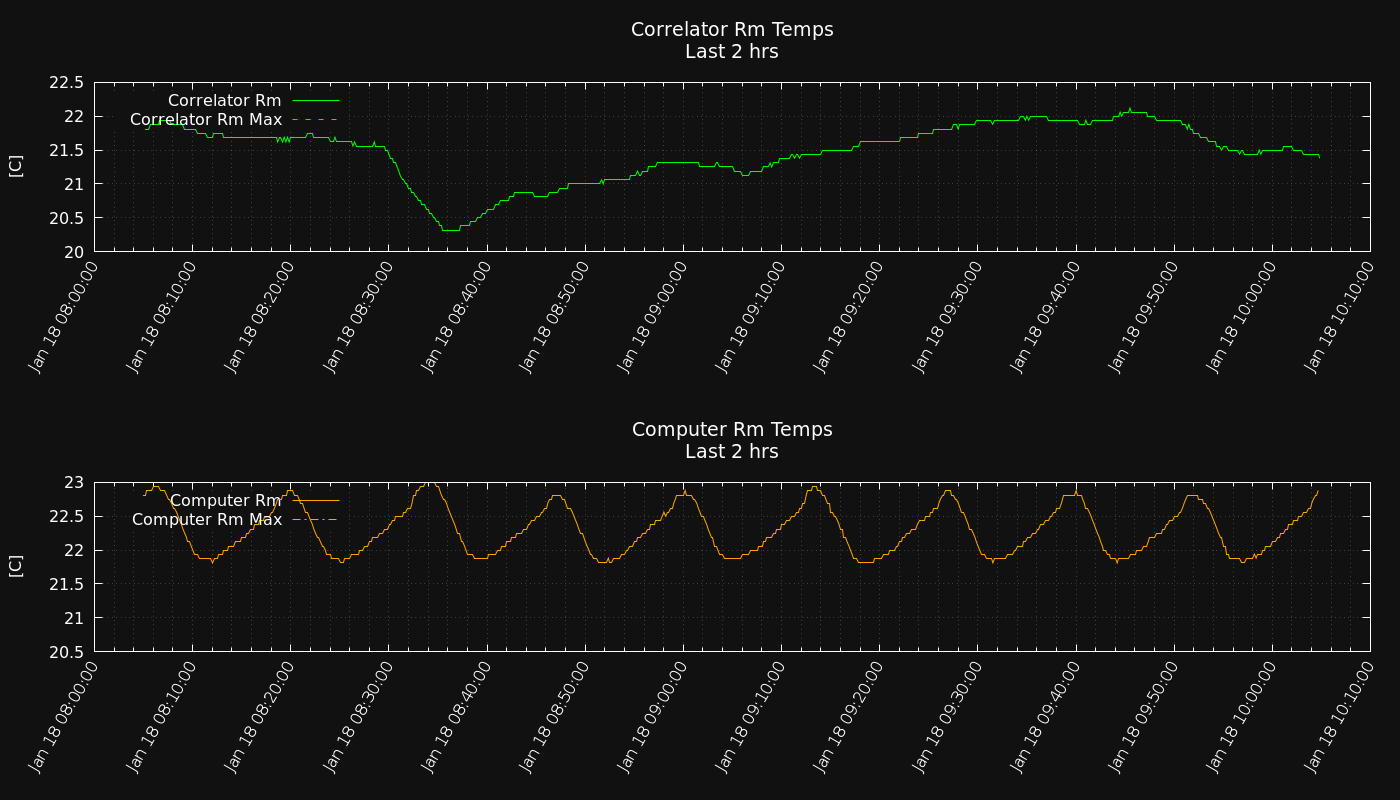 Correlator Rm Temps
Last 2 hrs
22.5
22
21.5
21
20.5
20
[C]
Correlator Rm
Correlator Rm Max
Jan 18 08:00:00
Jan 18 08:10:00
Jan 18 08:20:00
Jan 18 08:30:00
Jan 18 08:40:00
Jan 18 08:50:00
Jan 18 09:00:00
Jan 18 09:10:00
Jan 18 09:20:00
Jan 18 09:30:00
Jan 18 09:40:00
Jan 18 09:50:00
Jan 18 10:00:00
Jan 18 10:10:00
Computer Rm Temps
Last 2 hrs
23
22.5
22
21.5
21
20.5
[C]
Computer Rm
Computer Rm Max
Jan 18 08:00:00
Jan 18 08:10:00
Jan 18 08:20:00
Jan 18 08:30:00
Jan 18 08:40:00
Jan 18 08:50:00
Jan 18 09:00:00
Jan 18 09:10:00
Jan 18 09:20:00
Jan 18 09:30:00
Jan 18 09:40:00
Jan 18 09:50:00
Jan 18 10:00:00
Jan 18 10:10:00